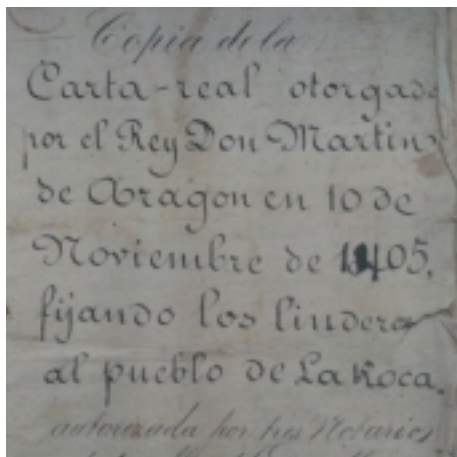 Copia de la
Carta-real otorgada
por el Rey Don Martin
de Aragon en 10 de
Noviembre de 1405,
fijando los lindero
al pueblo de La Roca,
autorizada por tres Notarios